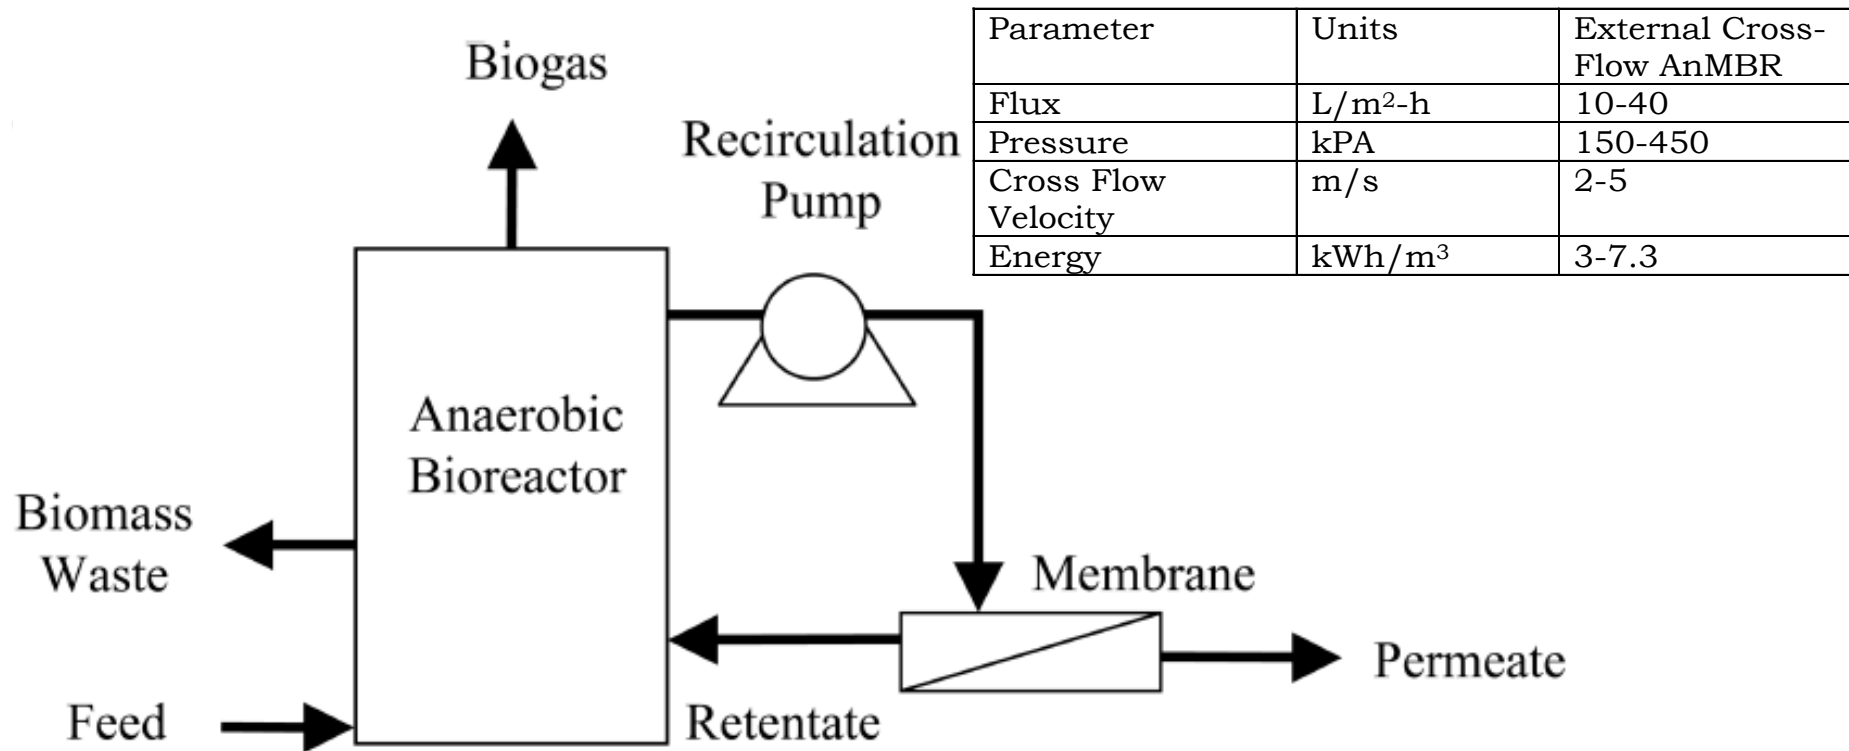 Biogas
Recirculation
Pump
Parameter Units External Cross-
Flow AnMBR
Flux L/m²-h 10-40
Pressure kPA 150-450
Cross Flow m/s 2-5
Velocity
Energy kWh/m³ 3-7.3
Anaerobic
Bioreactor
Biomass
Waste
Membrane
Permeate
Feed
Retentate